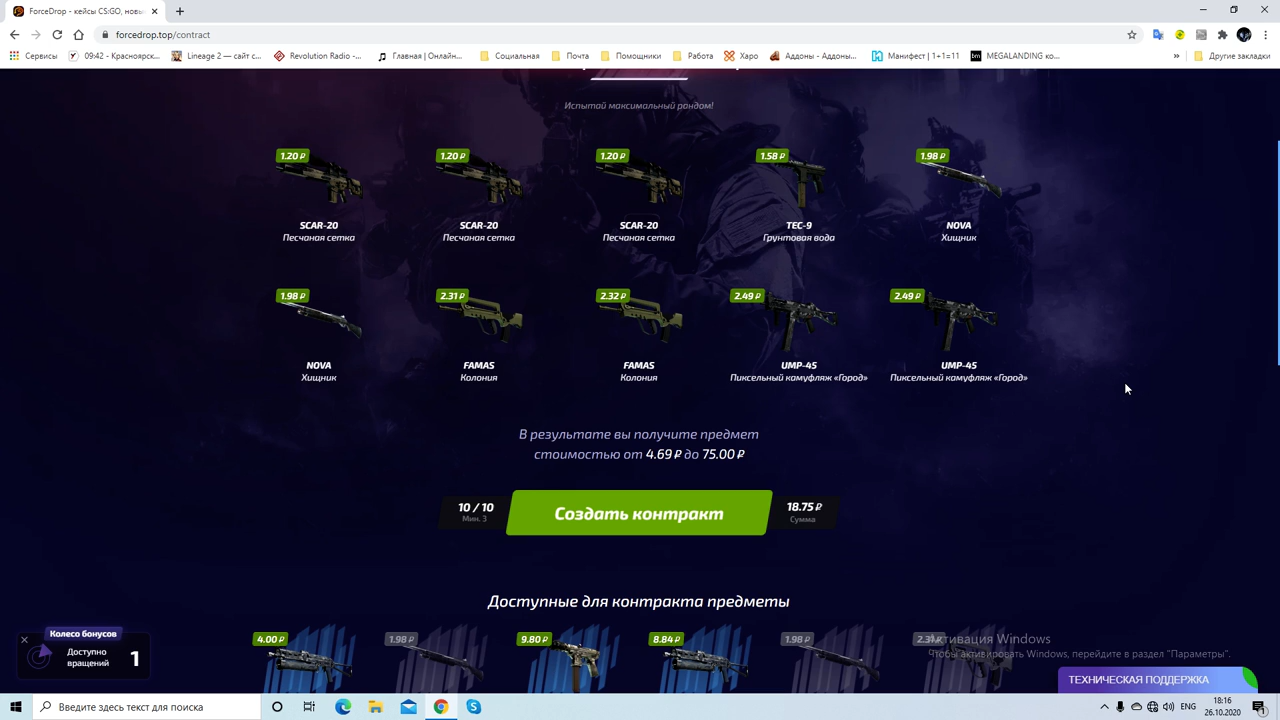 ForceDrop - кейсы CS:GO, новы
forcedrop.top/contract
Сервисы
09:42 - Красноярск...
Lineage 2 — сайт с...
Revolution Radio -...
Главная (Онлайн...
Социальная
Почта
Помощники
Работа
Харо
Аддоны - Аддоны...
Манифест | 1+1=11
MEGALANDING ко...
»
Другие закладки
Испытай максимальный рандом!
1.20 ₽ 1.20 ₽ 1.20 ₽ 1.58 ₽ 1.98 ₽
SCAR-20 SCAR-20 SCAR-20 TEC-9 NOVA
Песчаная сетка Песчаная сетка Песчаная сетка Грунтовая вода Хищник
1.98 ₽ 2.31 ₽ 2.32 ₽ 2.49 ₽ 2.49 ₽
NOVA FAMAS FAMAS UMP-45 UMP-45
Хищник Колония Колония Пиксельный камуфляж «Город» Пиксельный камуфляж «Город»
В результате вы получите предмет
стоимостью от 4.69 ₽ до 75.00 ₽
10 / 10
Мин. 3
Создать контракт
18.75 ₽
Сумма
Доступные для контракта предметы
4.00 ₽ 1.98 ₽ 9.80 ₽ 8.84 ₽ 1.98 ₽
Колесо бонусов
Доступно
вращений
1
Активация Windows
Чтобы активировать Windows, перейдите в раздел "Параметры".
ТЕХНИЧЕСКАЯ ПОДДЕРЖКА
Введите здесь текст для поиска
ENG
18:16
26.10.2020
1